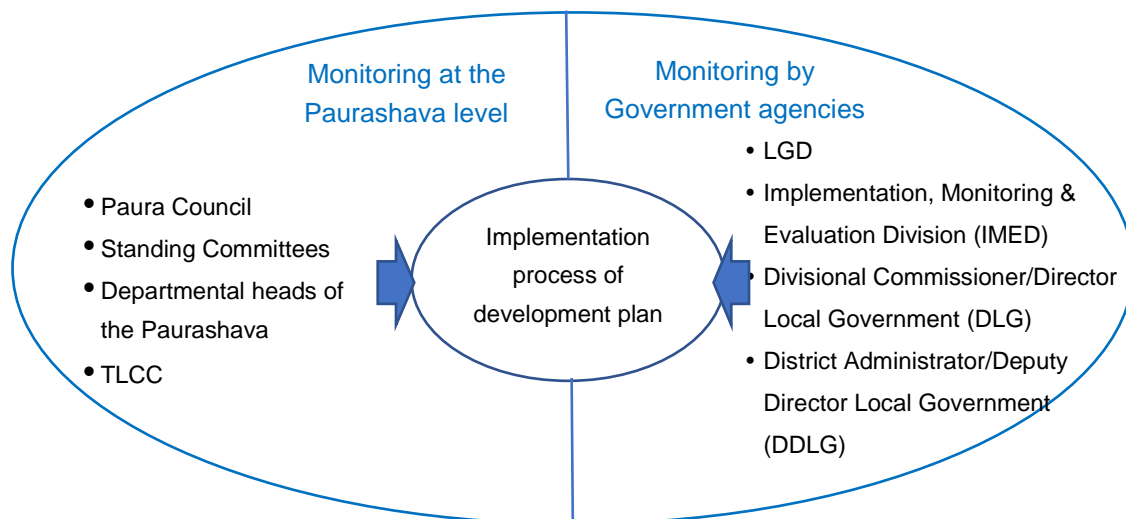 Monitoring at the
Paurashava level
• Paura Council
• Standing Committees
• Departmental heads of
the Paurashava
• TLCC
Implementation
process of
development plan
Monitoring by
Government agencies
• LGD
• Implementation, Monitoring &
Evaluation Division (IMED)
• Divisional Commissioner/Director
Local Government (DLG)
• District Administrator/Deputy
Director Local Government
(DDLG)